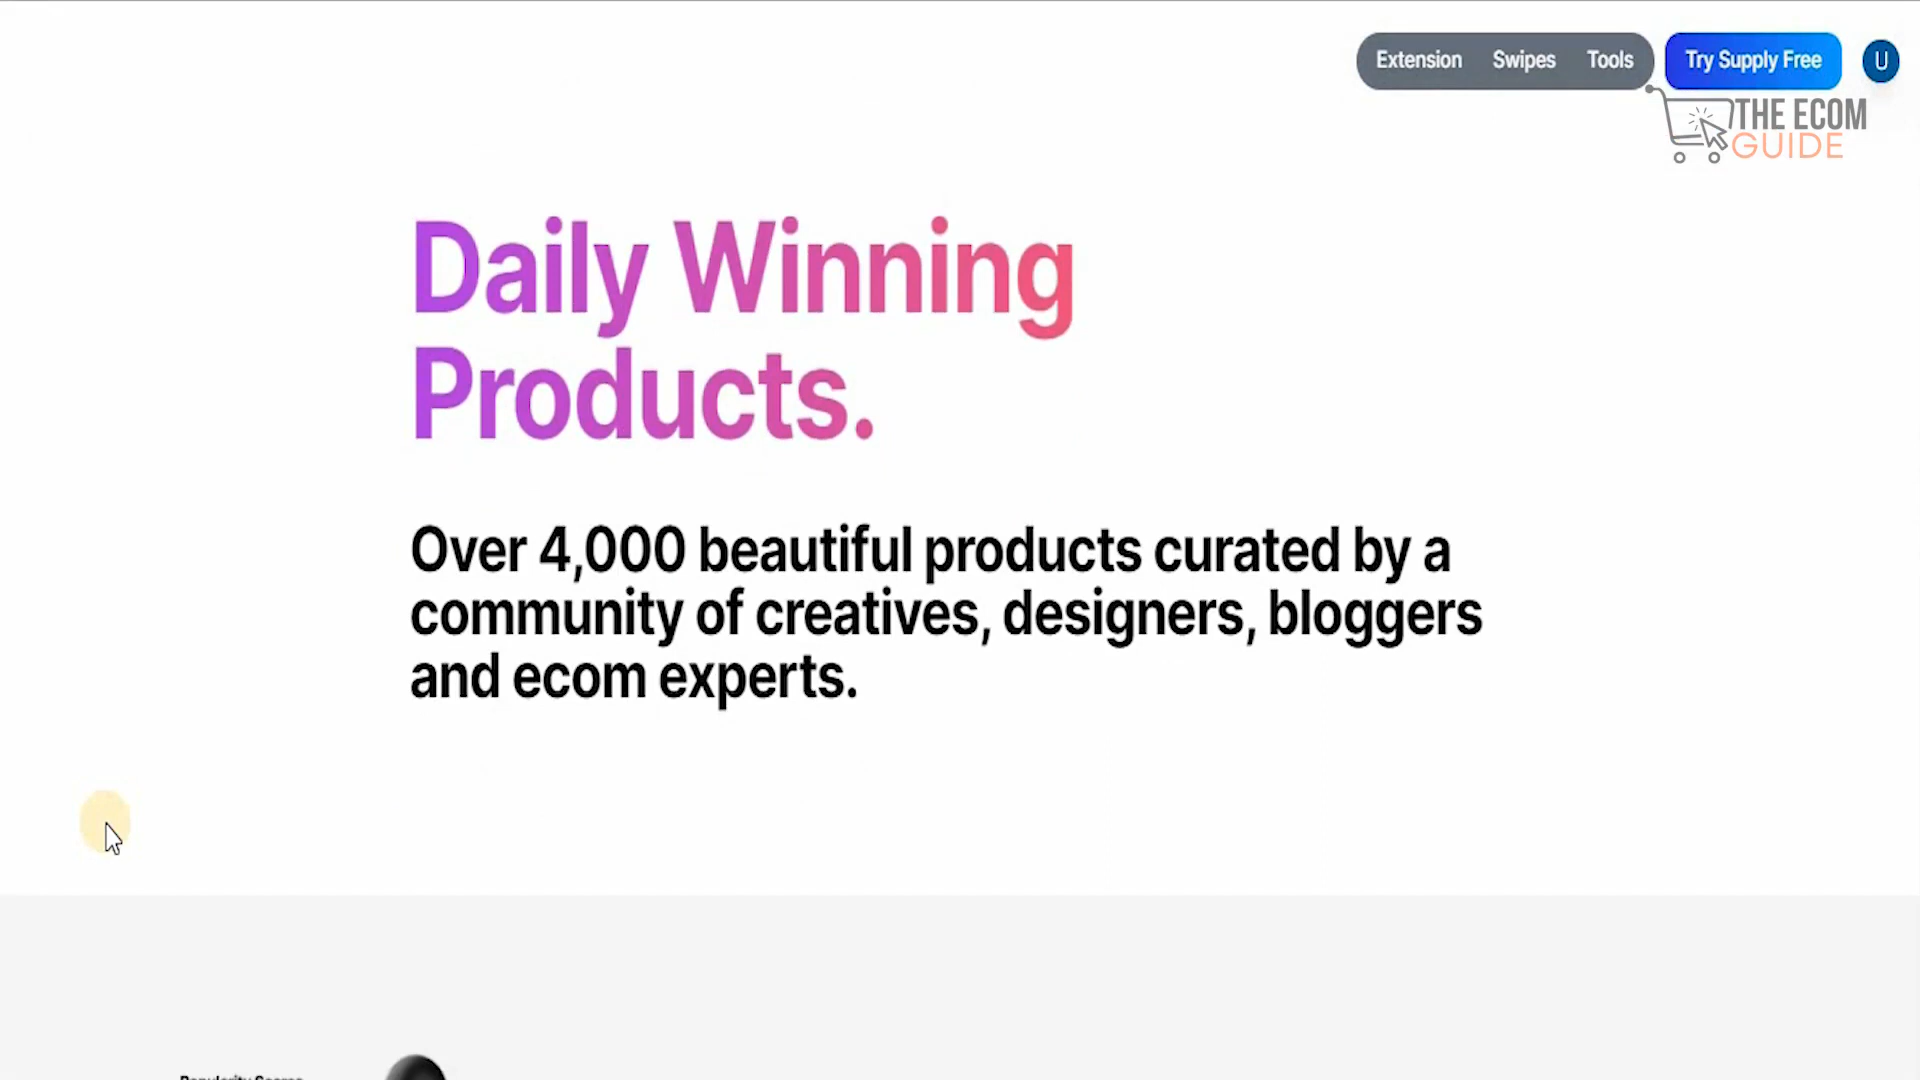 Extension Swipes Tools Try Supply Free U
THE ECOM
GUIDE
Daily Winning
Products.
Over 4,000 beautiful products curated by a
community of creatives, designers, bloggers
and ecom experts.